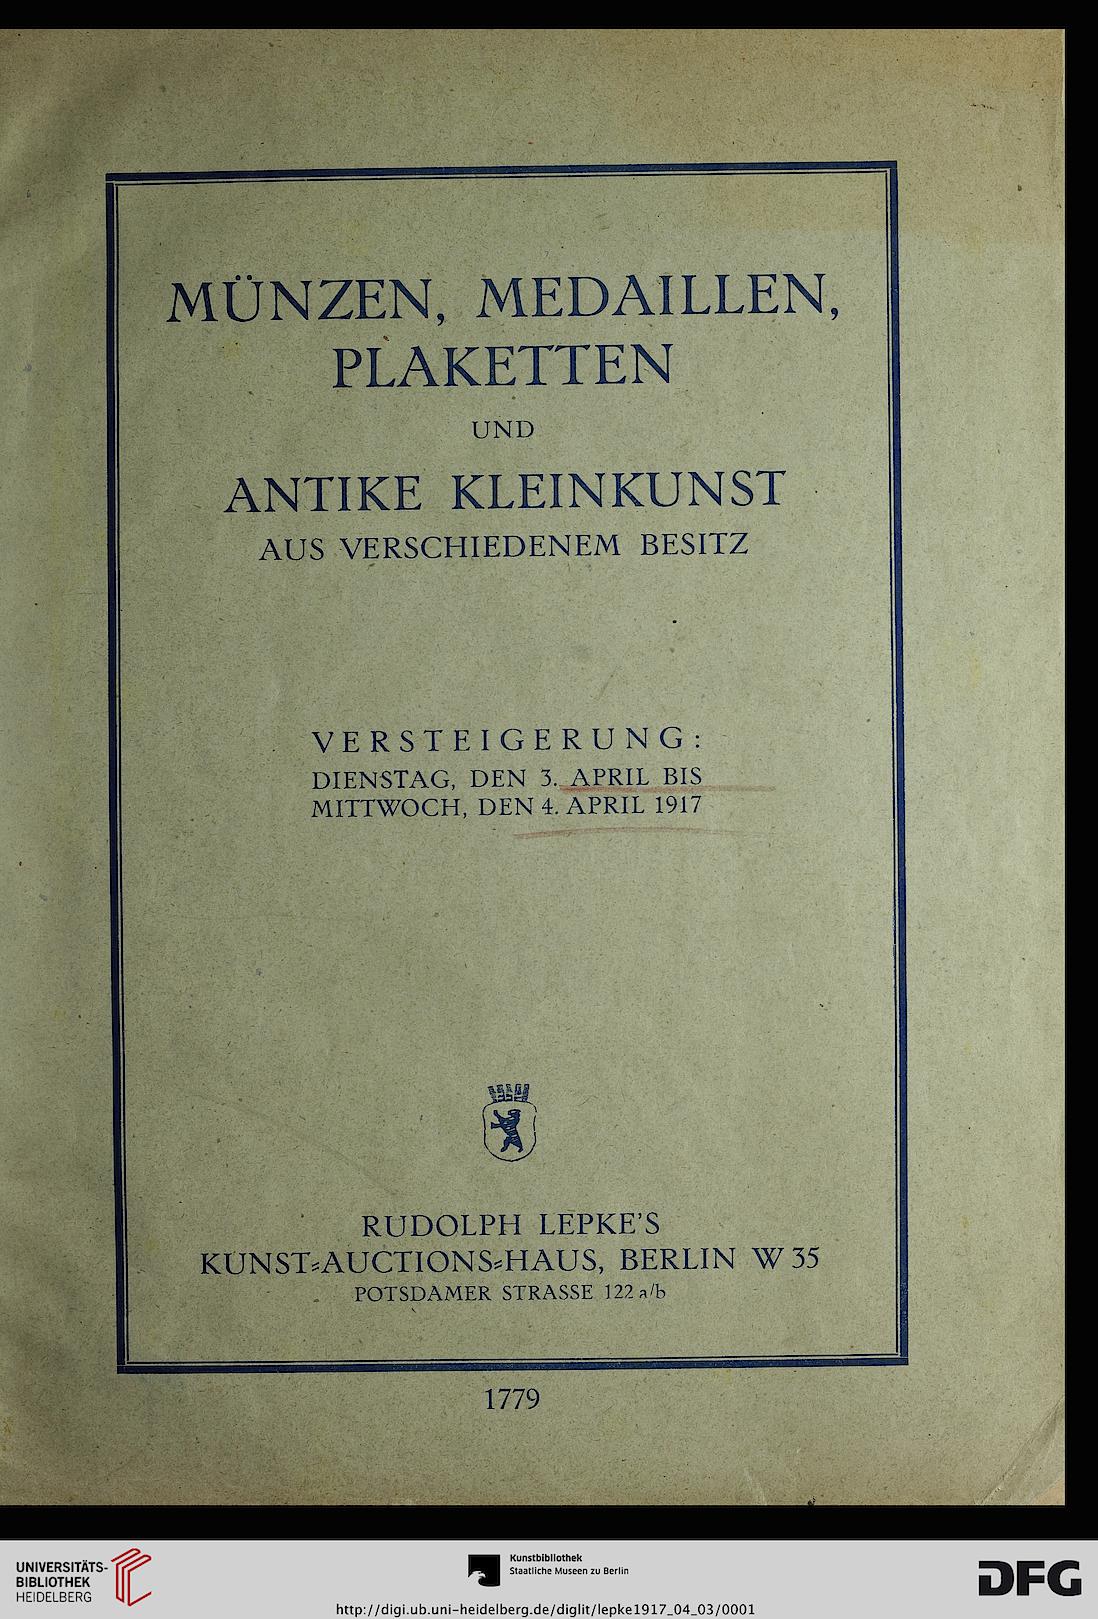 MÜNZEN, MEDAILLEN,
PLAKETTEN
UND
ANTIKE KLEINKUNST
AUS VERSCHIEDENEM BESITZ
VERSTEIGERUNG:
DIENSTAG, DEN 3. APRIL BIS
MITTWOCH, DEN 4. APRIL 1917
RUDOLPH LEPKE'S
KUNST=AUCTIONS=HAUS, BERLIN W 35
POTSDAMER STRASSE 122 a/b
1779
UNIVERSITÄTS-
BIBLIOTHEK
HEIDELBERG
Kunstbibliothek
Staatliche Museen zu Berlin
DFG
http://digi.ub.uni-heidelberg.de/diglit/lepke1917_04_03/0001